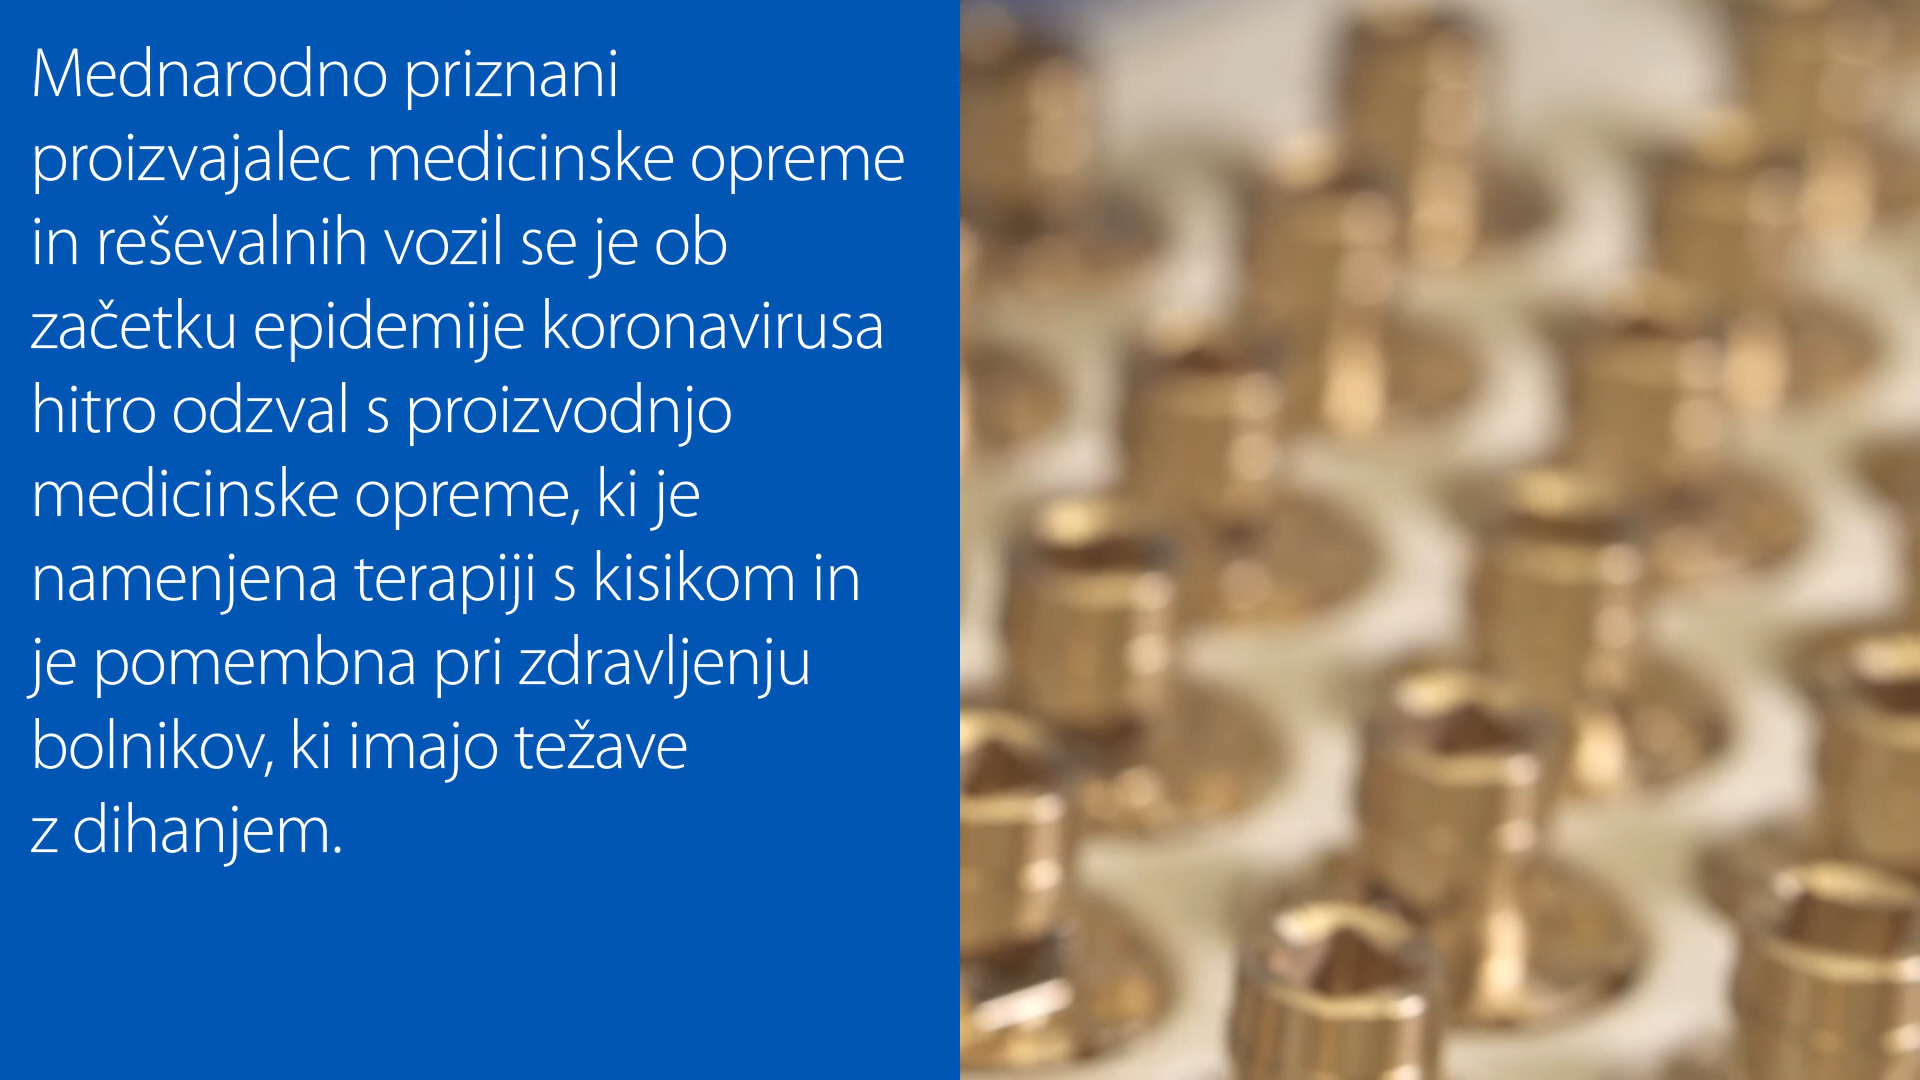 Mednarodno priznani
proizvajalec medicinske opreme
in reševalnih vozil se je ob
začetku epidemije koronavirusa
hitro odzval s proizvodnjo
medicinske opreme, ki je
namenjena terapiji s kisikom in
je pomembna pri zdravljenju
bolnikov, ki imajo težave
z dihanjem.